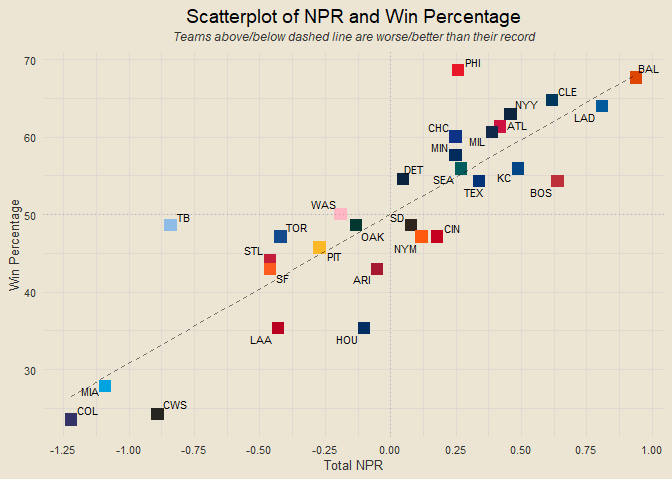 Scatterplot of NPR and Win Percentage
Teams above/below dashed line are worse/better than their record
70
PHI
BAL
CLE
NYY
LAD
60
CHC
ATL
MIL
MIN
DET
SEA
KC
TEX
BOS
WAS
50
TB
SD
TOR
OAK
CIN
NYM
STL
PIT
SF
ARI
40
LAA
HOU
30
MIA
COL
CWS
Win Percentage
-1.25 -1.00 -0.75 -0.50 -0.25 0.00 0.25 0.50 0.75 1.00
Total NPR